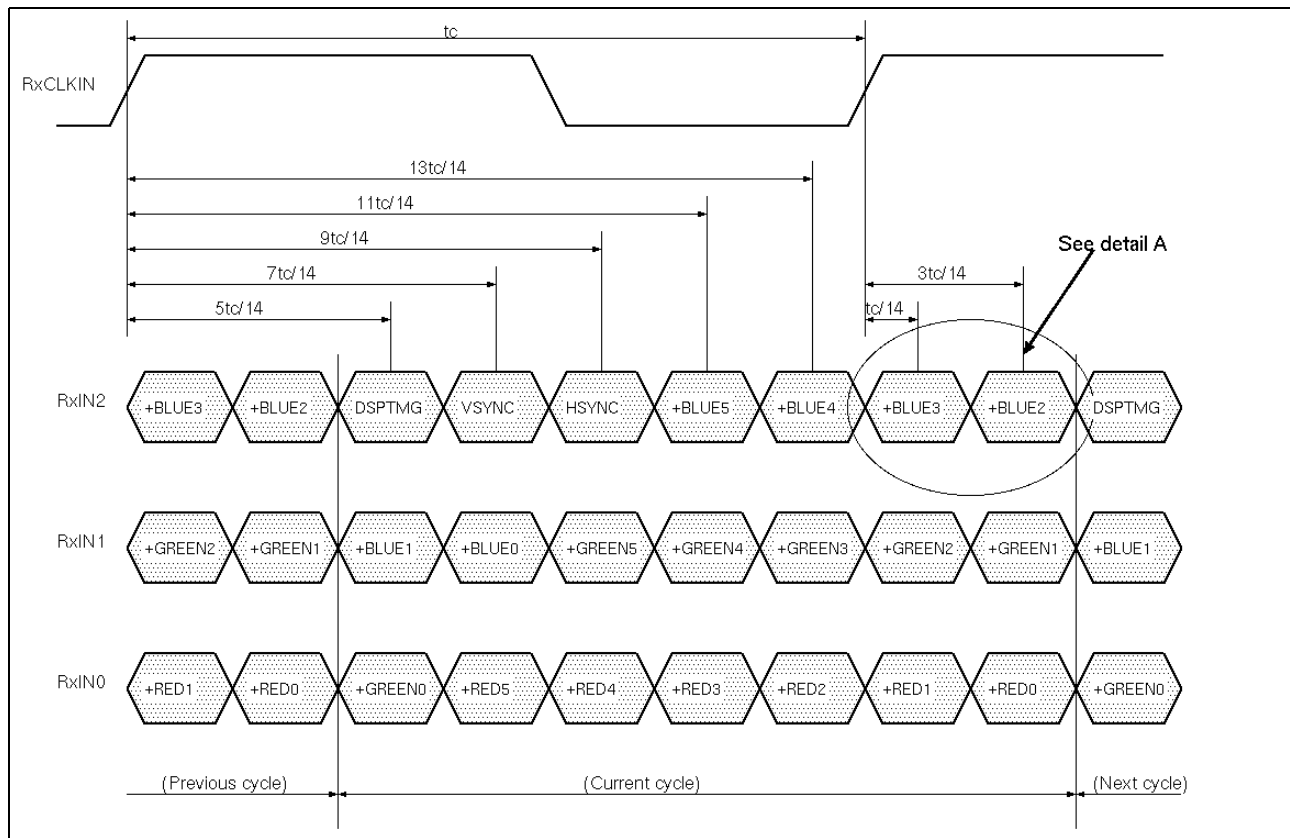 tc
RxCLKIN
13tc/14
11tc/14
9tc/14
See detail A
7tc/14
3tc/14
5tc/14
tc/14
RxIN2 +BLUE3 +BLUE2 DSPTMG VSYNC HSYNC +BLUE5 +BLUE4 +BLUE3 +BLUE2 DSPTMG
RxIN1 +GREEN2 +GREEN1 +BLUE1 +BLUE0 +GREEN5 +GREEN4 +GREEN3 +GREEN2 +GREEN1 +BLUE1
RxIN0 +RED1 +RED0 +GREEN0 +RED5 +RED4 +RED3 +RED2 +RED1 +RED0 +GREEN0
(Previous cycle) (Current cycle) (Next cycle)